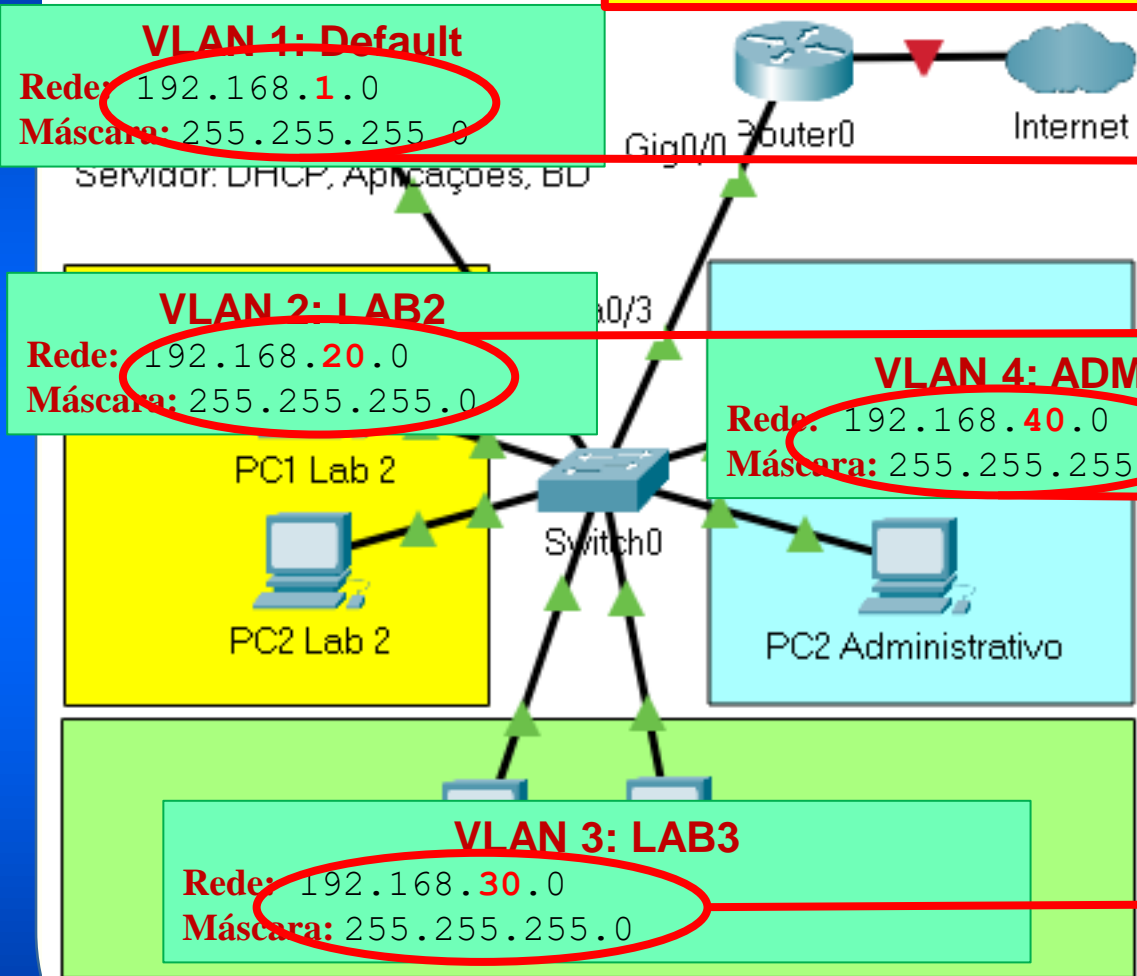 VLAN 1: Default
Rede: 192.168.1.0
Máscara: 255.255.255.0
Servidor: DHCP, Aplicações, BD
Gig0/0
Router0
Internet
VLAN 2: LAB2
Rede: 192.168.20.0
Máscara: 255.255.255.0
a0/3
VLAN 4: ADM
Rede: 192.168.40.0
Máscara: 255.255.255
PC1 Lab 2
Switch0
PC2 Lab 2
PC2 Administrativo
VLAN 3: LAB3
Rede: 192.168.30.0
Máscara: 255.255.255.0